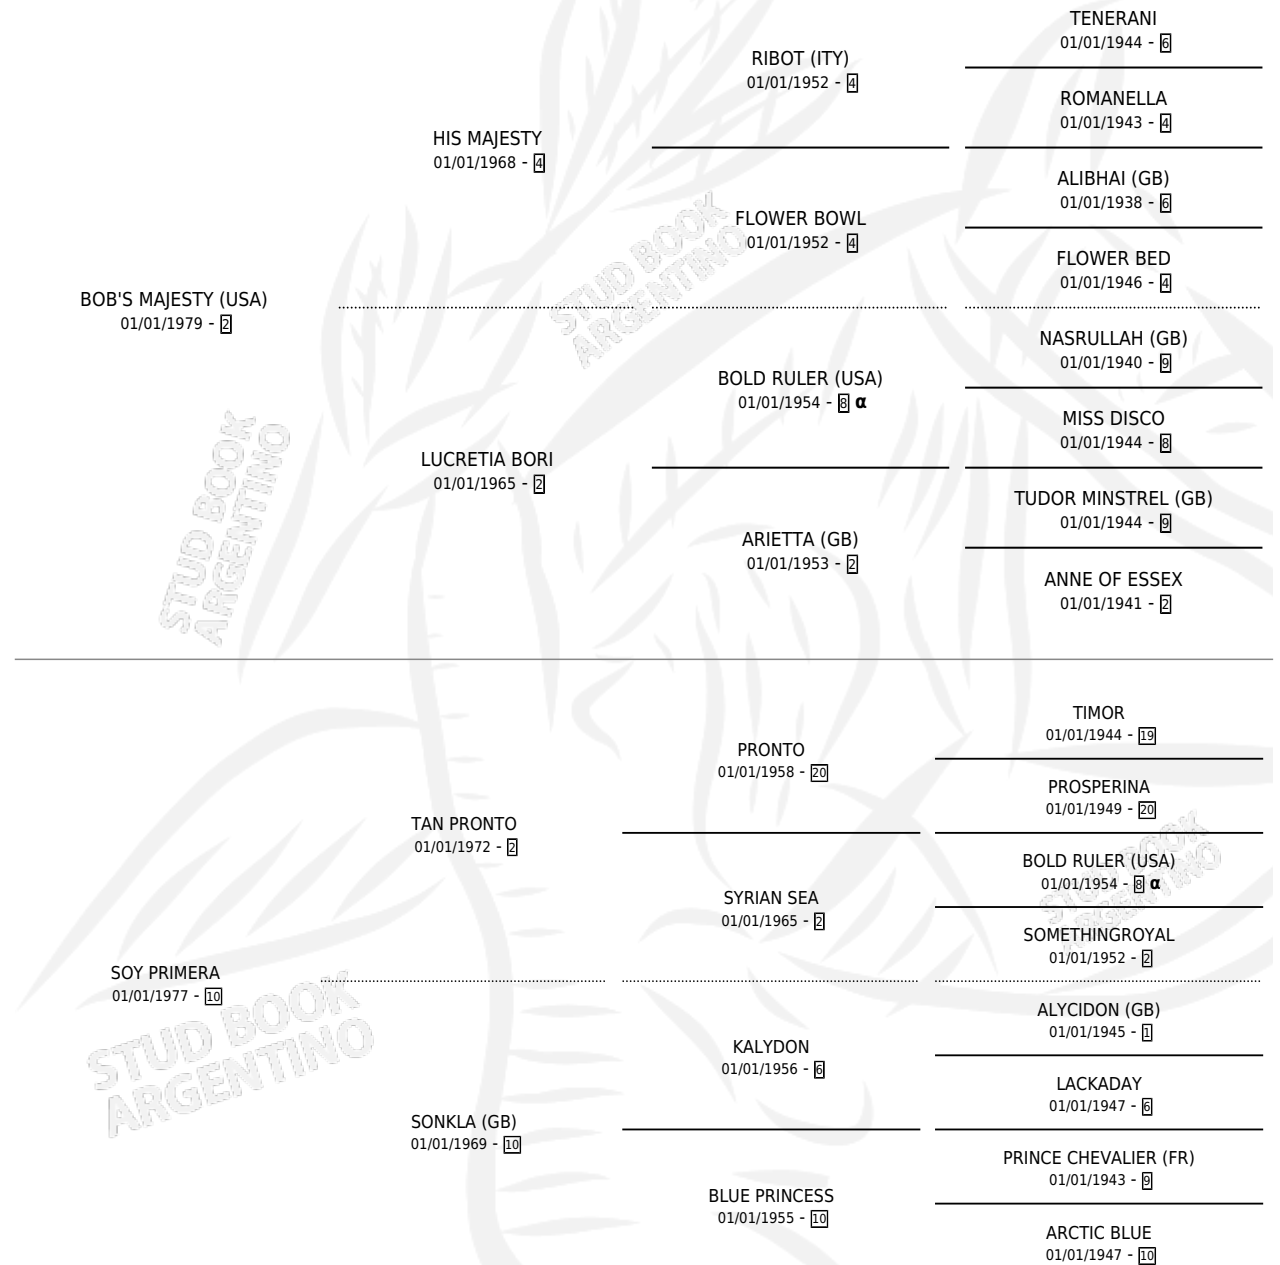 TENERANI
01/01/1944 - 6
RIBOT (ITY)
01/01/1952 - 4
ROMANELLA
01/01/1943 - 4
HIS MAJESTY
01/01/1968 - 4
ALIBHAI (GB)
01/01/1938 - 6
FLOWER BOWL
01/01/1952 - 4
FLOWER BED
01/01/1946 - 4
BOB'S MAJESTY (USA)
01/01/1979 - 2
NASRULLAH (GB)
01/01/1940 - 9
BOLD RULER (USA)
01/01/1954 - 8 α
MISS DISCO
01/01/1944 - 8
LUCRETIA BORI
01/01/1965 - 2
TUDOR MINSTREL (GB)
01/01/1944 - 9
ARIETTA (GB)
01/01/1953 - 2
ANNE OF ESSEX
01/01/1941 - 2
TIMOR
01/01/1944 - 19
PRONTO
01/01/1958 - 20
PROSPERINA
01/01/1949 - 20
TAN PRONTO
01/01/1972 - 2
BOLD RULER (USA)
01/01/1954 - 8 α
SYRIAN SEA
01/01/1965 - 2
SOMETHINGROYAL
01/01/1952 - 2
SOY PRIMERA
01/01/1977 - 10
ALYCIDON (GB)
01/01/1945 - 1
KALYDON
01/01/1956 - 6
LACKADAY
01/01/1947 - 6
SONKLA (GB)
01/01/1969 - 10
PRINCE CHEVALIER (FR)
01/01/1943 - 9
BLUE PRINCESS
01/01/1955 - 10
ARCTIC BLUE
01/01/1947 - 10
STUD BOOK
ARGENTINO
STUD BOOK
ARGENTINO
STUD BOOK
ARGENTINO
STUD BOOK
ARGENTINO